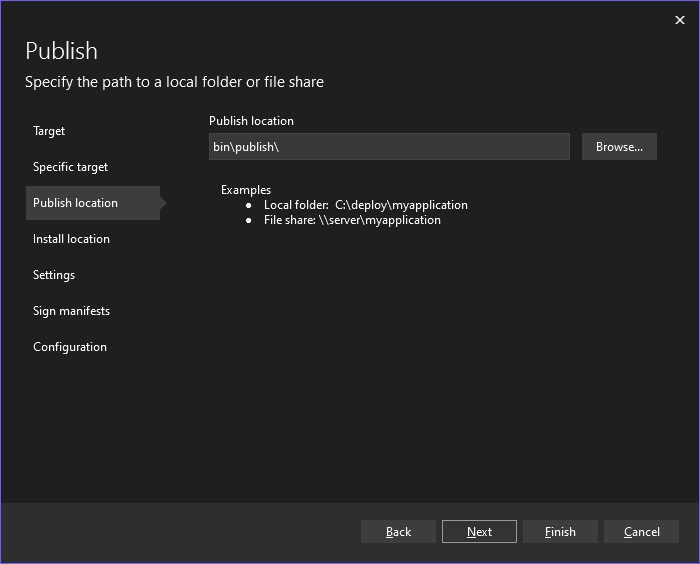 Publish
Specify the path to a local folder or file share
Target
Specific target
Publish location
Install location
Settings
Sign manifests
Configuration
Publish location
bin\publish\
Browse...
Examples
● Local folder: C:\deploy\myapplication
● File share: \\server\myapplication
Back
Next
Finish
Cancel